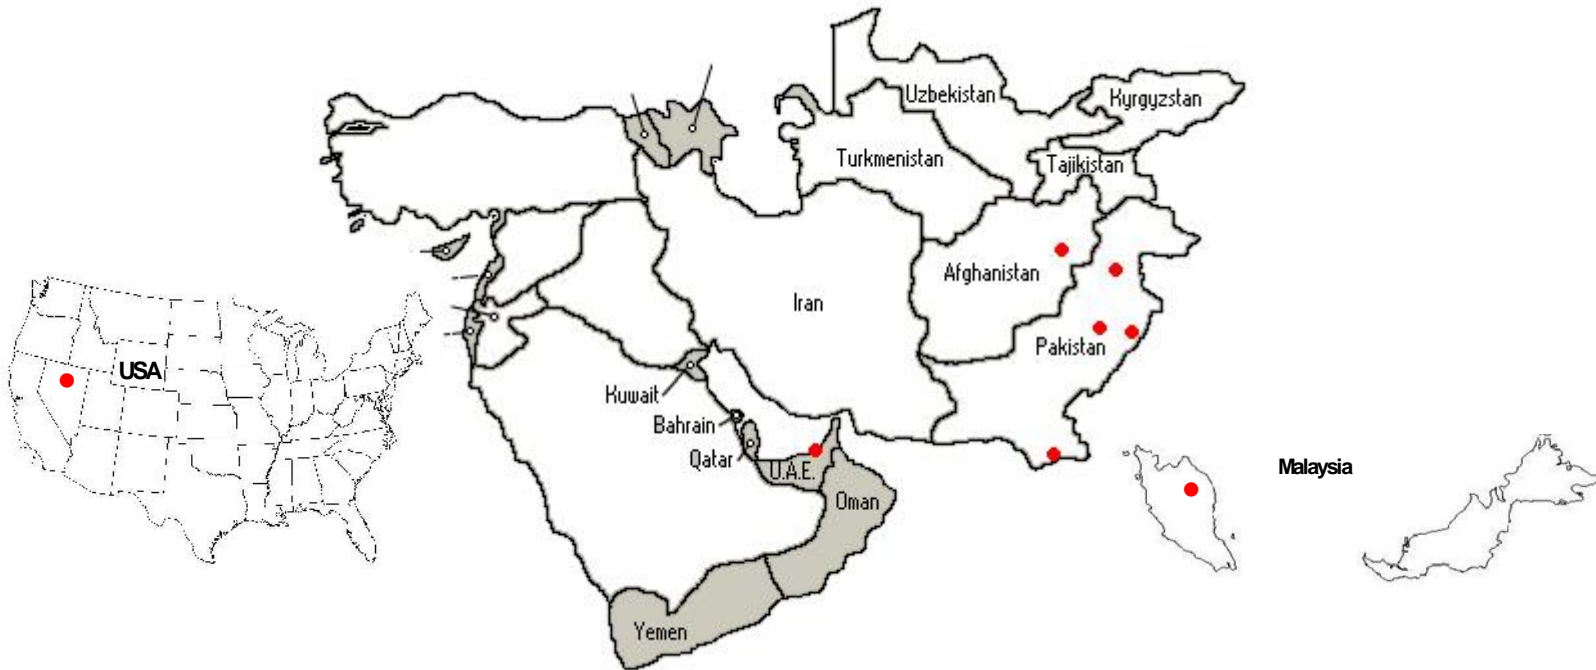 Uzbekistan
Kyrgyzstan
Turkmenistan
Tajikistan
Afghanistan
Iran
Pakistan
USA
Kuwait
Bahrain
Qatar
U.A.E.
Oman
Yemen
Malaysia